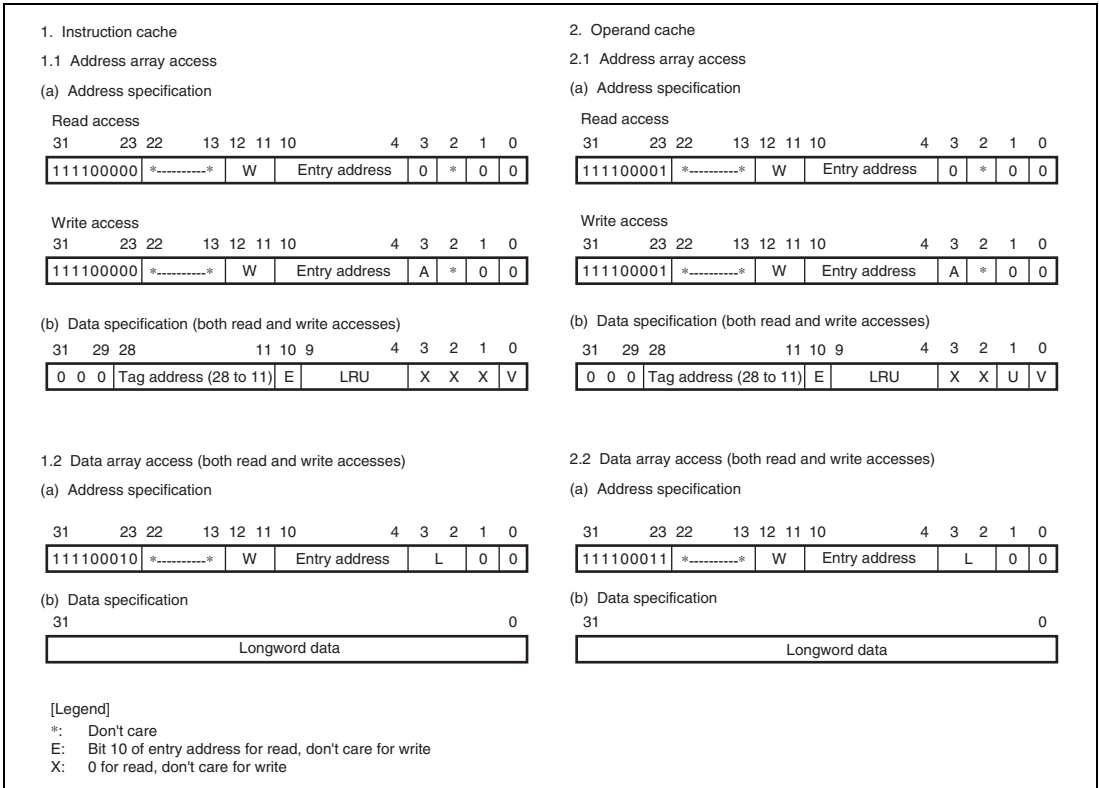 1. Instruction cache
1.1 Address array access
(a) Address specification
Read access
31 23 22 13 12 11 10 4 3 2 1 0
111100000 *----------* W Entry address 0 * 0 0
Write access
31 23 22 13 12 11 10 4 3 2 1 0
111100000 *----------* W Entry address A * 0 0
(b) Data specification (both read and write accesses)
31 29 28 11 10 9 4 3 2 1 0
0 0 0 Tag address (28 to 11) E LRU X X X V
1.2 Data array access (both read and write accesses)
(a) Address specification
31 23 22 13 12 11 10 4 3 2 1 0
111100010 *---------* W Entry address L 0 0
(b) Data specification
31 0
Longword data
2. Operand cache
2.1 Address array access
(a) Address specification
Read access
31 23 22 13 12 11 10 4 3 2 1 0
111100001 *----------* W Entry address 0 * 0 0
Write access
31 23 22 13 12 11 10 4 3 2 1 0
111100001 *----------* W Entry address A * 0 0
(b) Data specification (both read and write accesses)
31 29 28 11 10 9 4 3 2 1 0
0 0 0 Tag address (28 to 11) E LRU X X U V
2.2 Data array access (both read and write accesses)
(a) Address specification
31 23 22 13 12 11 10 4 3 2 1 0
111100011 *----------* W Entry address L 0 0
(b) Data specification
31 0
Longword data
[Legend]
*: Don't care
E: Bit 10 of entry address for read, don't care for write
X: 0 for read, don't care for write